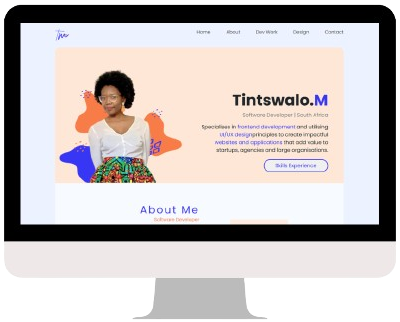 Tm
Home About Dev Work Design Contact
Tintswalo.M
Software Developer | South Africa
Specialises in frontend development and utilising
UI/UX designprinciples to create impactful
websites and applications that add value to
startups, agencies and large organisations.
Skills Experience
About Me
Software Developer